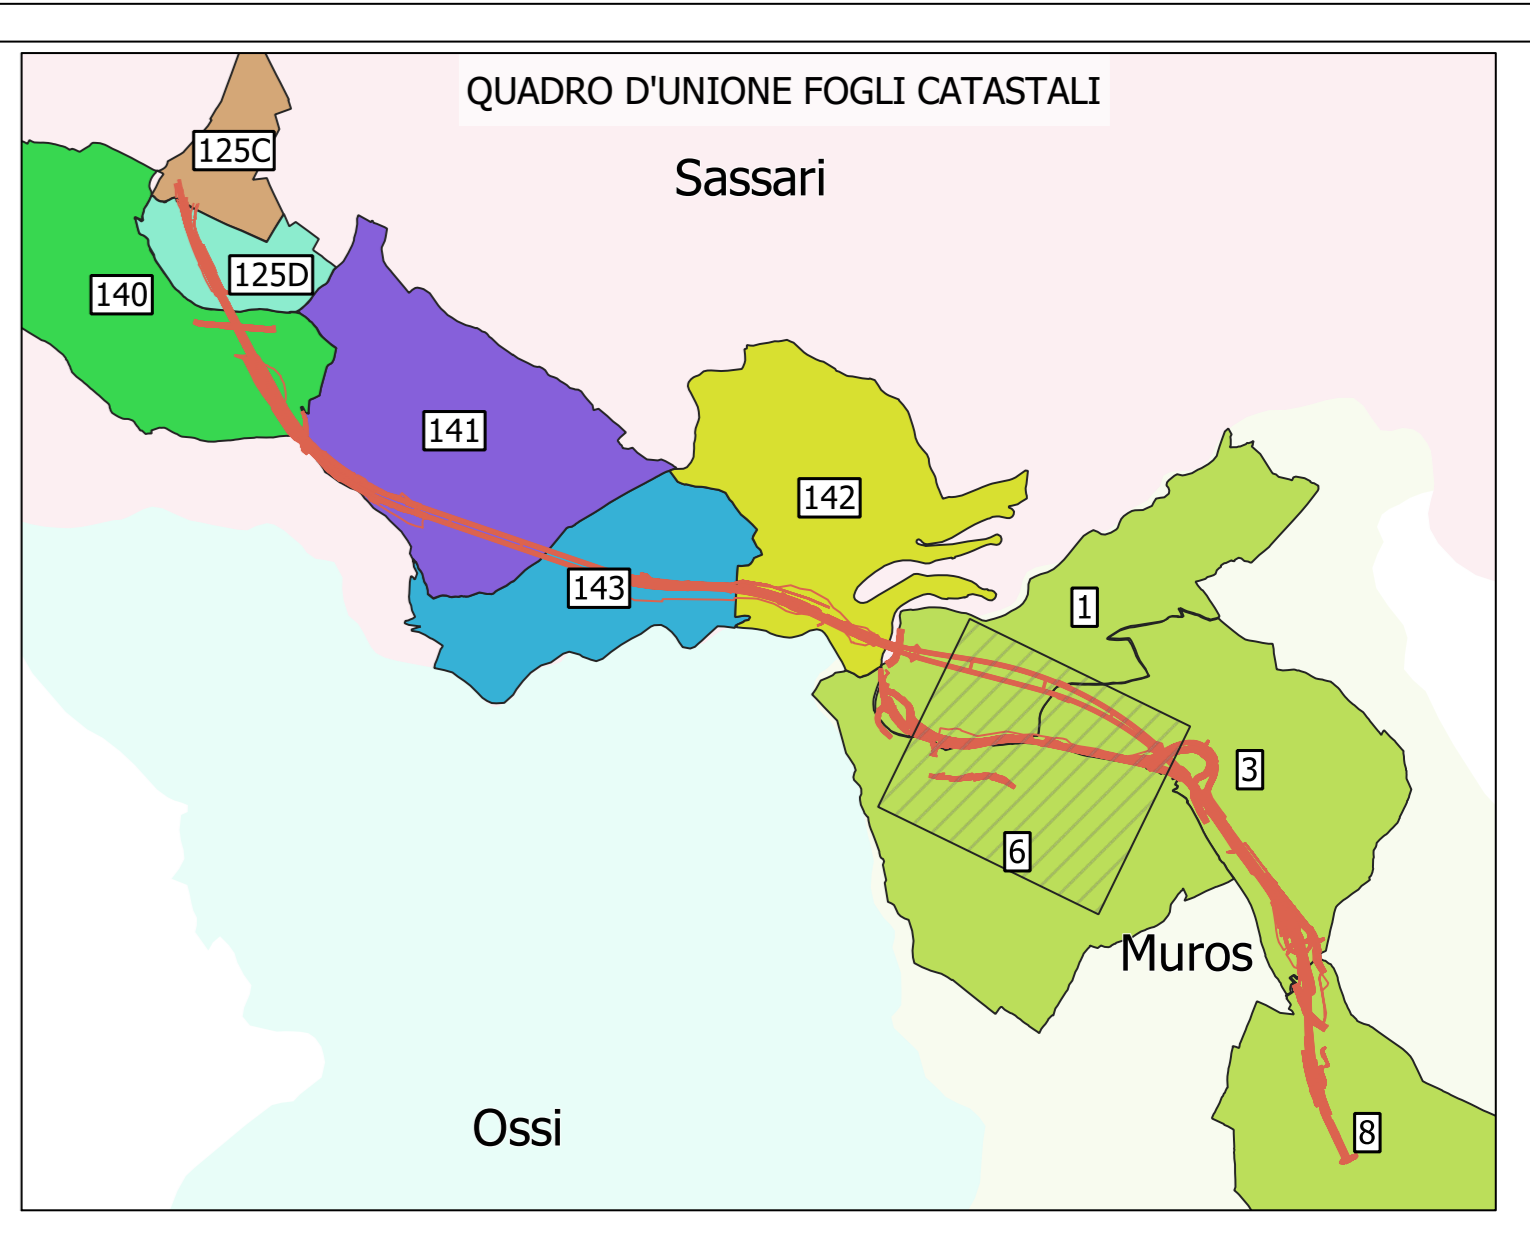 QUADRO D'UNIONE FOGLI CATASTALI
125C
Sassari
125D
140
141
142
143
1
3
6
Muros
Ossi
8